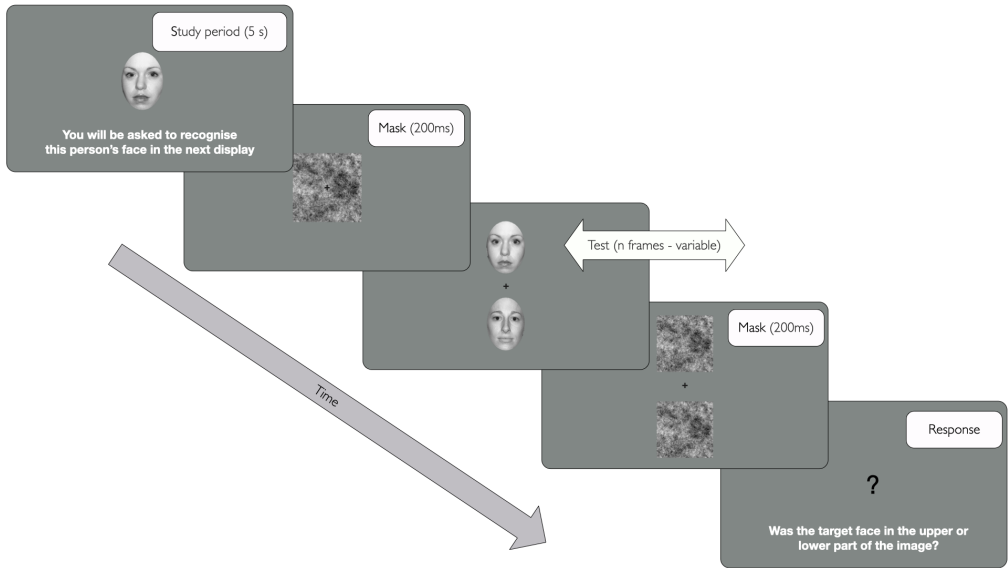 Study period (5 s)
You will be asked to recognise
this person's face in the next display
Mask (200ms)
+
Test (n frames - variable)
+
Mask (200ms)
+
Time
Response
?
Was the target face in the upper or
lower part of the image?